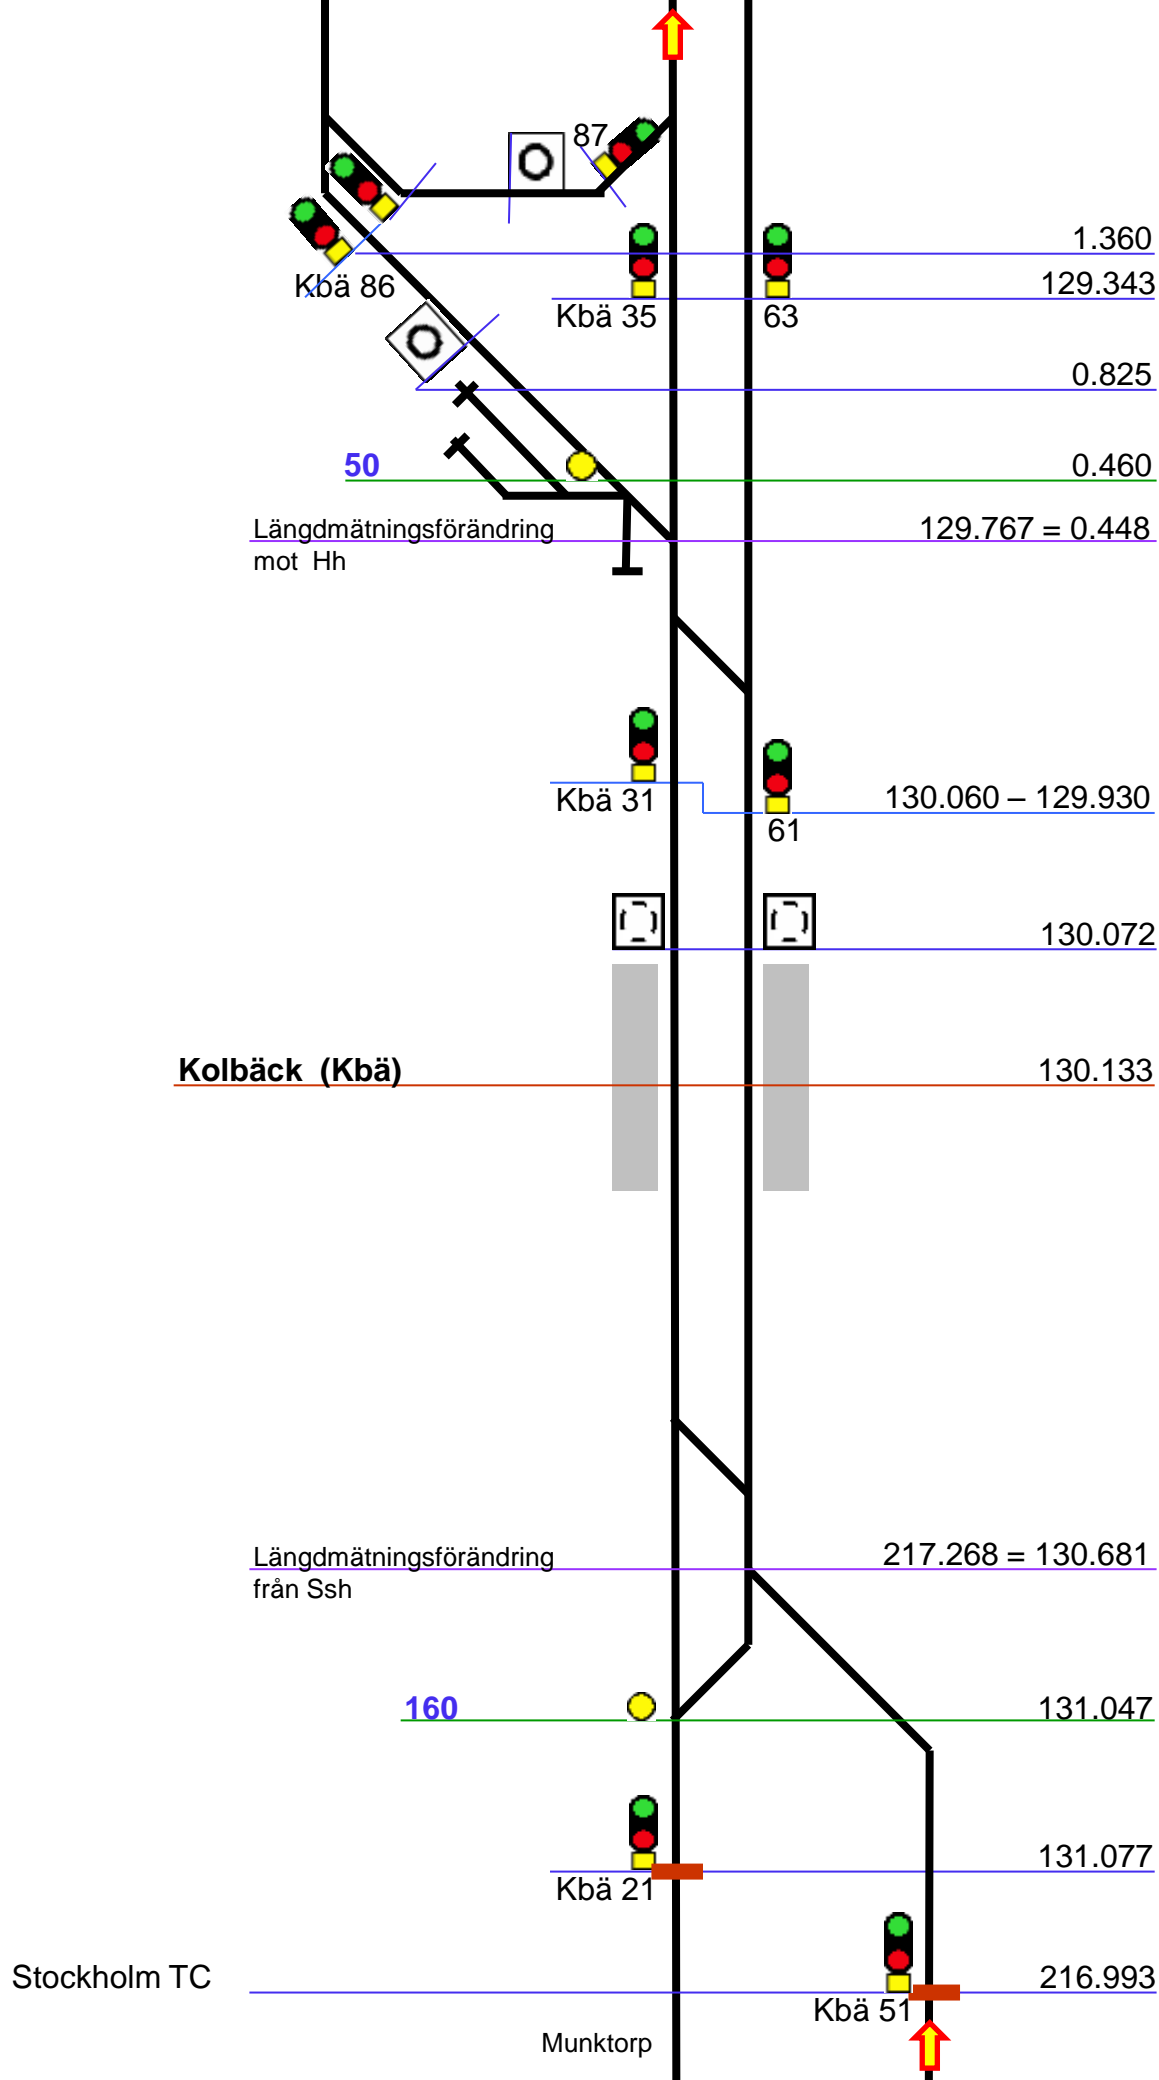 87
1.360
Kbä 86
129.343
Kbä 35
63
0.825
50
0.460
Längdmätningsförändring
129.767 = 0.448
mot Hh
Kbä 31
130.060 – 129.930
61
130.072
Kolbäck (Kbä)
130.133
Längdmätningsförändring
217.268 = 130.681
från Ssh
160
131.047
131.077
Kbä 21
Stockholm TC
216.993
Kbä 51
Munktorp